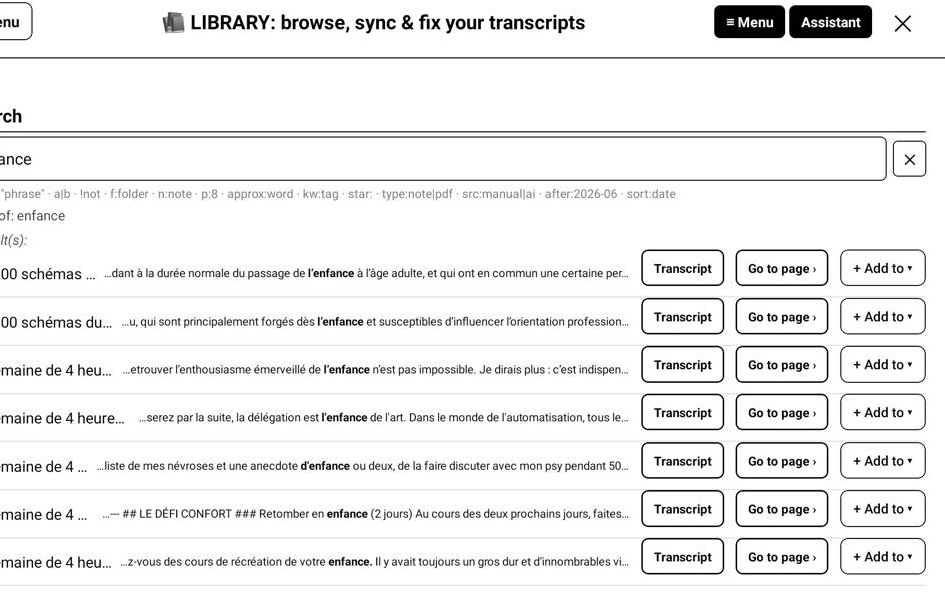 enu
LIBRARY: browse, sync & fix your transcripts
≡ Menu
Assistant
rch
ance
"phrase" · a|b · !not · f:folder · n:note · p:8 · approx:word · kw:tag · star: · type:note|pdf · src:manual|ai · after:2026-06 · sort:date
of: enfance
lt(s):
00 schémas ... ...dant à la durée normale du passage de l'enfance à l'âge adulte, et qui ont en commun une certaine per... Transcript Go to page › + Add to ▾
00 schémas du... ...u, qui sont principalement forgés dès l'enfance et susceptibles d'influencer l'orientation profession... Transcript Go to page › + Add to ▾
maine de 4 heu... ...etrouver l'enthousiasme émerveillé de l'enfance n'est pas impossible. Je dirais plus : c'est indispen... Transcript Go to page › + Add to ▾
maine de 4 heure... ...serez par la suite, la délégation est l'enfance de l'art. Dans le monde de l'automatisation, tous le... Transcript Go to page › + Add to ▾
maine de 4 ... ...liste de mes névroses et une anecdote d'enfance ou deux, de la faire discuter avec mon psy pendant 50... Transcript Go to page › + Add to ▾
maine de 4 ... ...--- ## LE DÉFI CONFORT ### Retomber en enfance (2 jours) Au cours des deux prochains jours, faites... Transcript Go to page › + Add to ▾
maine de 4 heu... ...z-vous des cours de récréation de votre enfance. Il y avait toujours un gros dur et d'innombrables vi... Transcript Go to page › + Add to ▾